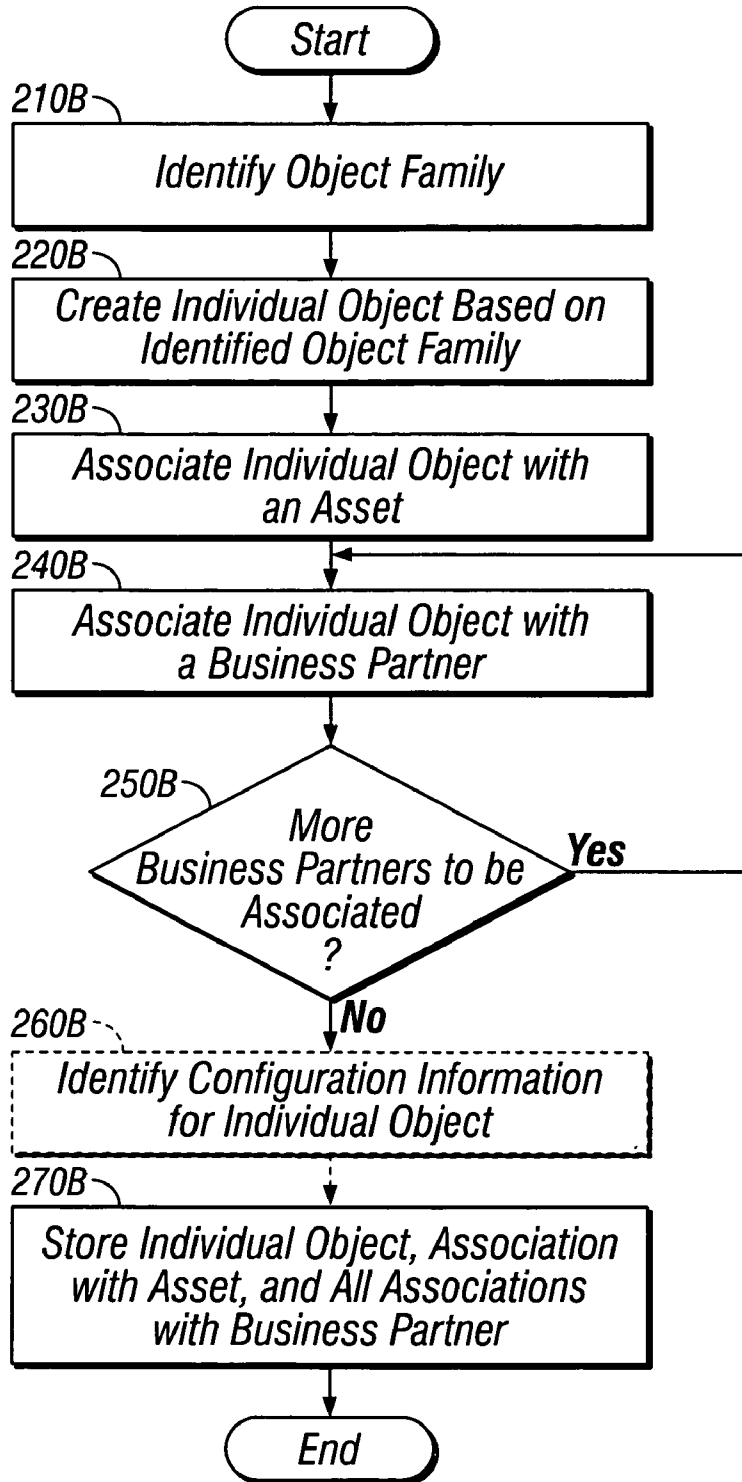 Start
210B
Identify Object Family
220B
Create Individual Object Based on
Identified Object Family
230B
Associate Individual Object with
an Asset
240B
Associate Individual Object with
a Business Partner
250B
More
Business Partners to be
Associated
?
Yes
No
260B
Identify Configuration Information
for Individual Object
270B
Store Individual Object, Association
with Asset, and All Associations
with Business Partner
End